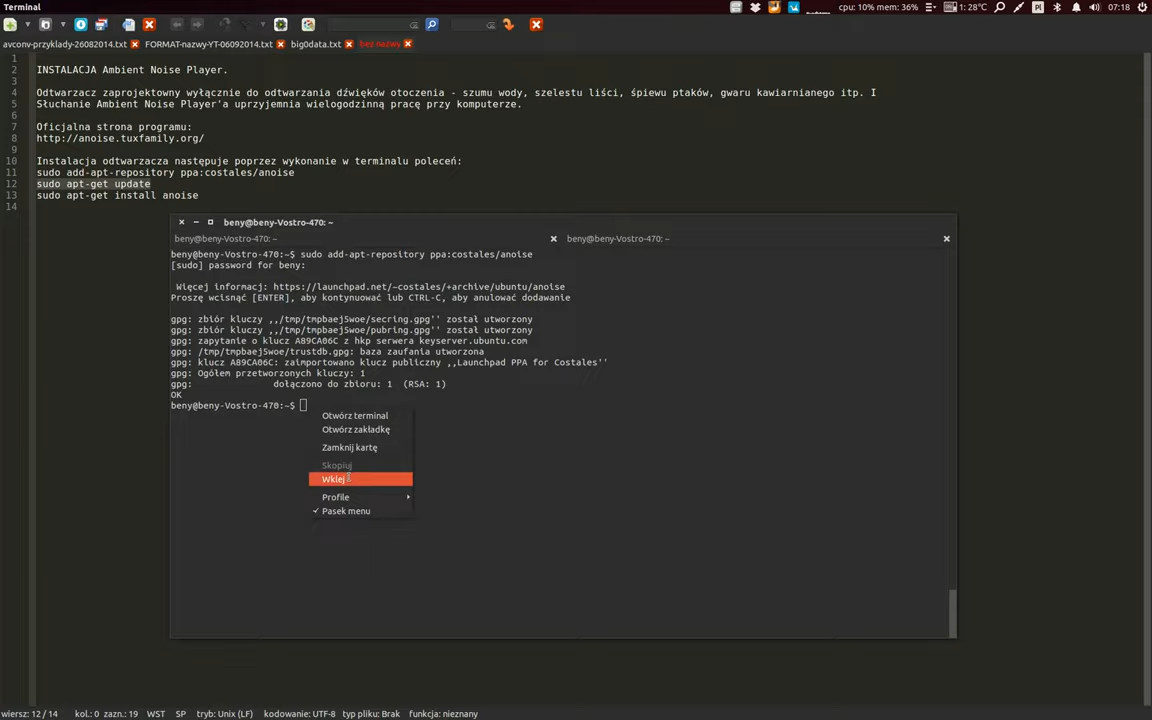 Terminal
cpu: 10% mem: 36%
1: 28°C
Pl
07:18
avconv-przyklady-26082014.txt
FORMAT-nazwy-YT-06092014.txt
big0data.txt
bez nazwy
1
2 INSTALACJA Ambient Noise Player.
3
4 Odtwarzacz zaprojektowny wyłącznie do odtwarzania dźwięków otoczenia - szumu wody, szelestu liści, śpiewu ptaków, gwaru kawiarnianego itp. I
5 Słuchanie Ambient Noise Player'a uprzyjemnia wielogodzinną pracę przy komputerze.
6
7 Oficjalna strona programu:
8 http://anoise.tuxfamily.org/
9
10 Instalacja odtwarzacza następuje poprzez wykonanie w terminalu poleceń:
11 sudo add-apt-repository ppa:costales/anoise
12 sudo apt-get update
13 sudo apt-get install anoise
14
beny@beny-Vostro-470: ~
beny@beny-Vostro-470: ~
beny@beny-Vostro-470: ~
beny@beny-Vostro-470:~$ sudo add-apt-repository ppa:costales/anoise
[sudo] password for beny:
Więcej informacji: https://launchpad.net/~costales/+archive/ubuntu/anoise
Proszę wcisnąć [ENTER], aby kontynuować lub CTRL-C, aby anulować dodawanie
gpg: zbiór kluczy ,,/tmp/tmpbaej5woe/secring.gpg'' został utworzony
gpg: zbiór kluczy ,,/tmp/tmpbaej5woe/pubring.gpg'' został utworzony
gpg: zapytanie o klucz A89CA06C z hkp serwera keyserver.ubuntu.com
gpg: /tmp/tmpbaej5woe/trustdb.gpg: baza zaufania utworzona
gpg: klucz A89CA06C: zaimportowano klucz publiczny ,,Launchpad PPA for Costales''
gpg: Ogółem przetworzonych kluczy: 1
gpg: dołączono do zbioru: 1 (RSA: 1)
OK
beny@beny-Vostro-470:~$
Otwórz terminal
Otwórz zakładkę
Zamknij kartę
Skopiuj
Wklej
Profile
Pasek menu
wiersz: 12 / 14 kol.: 0 zazn.: 19 WST SP tryb: Unix (LF) kodowanie: UTF-8 typ pliku: Brak funkcja: nieznany